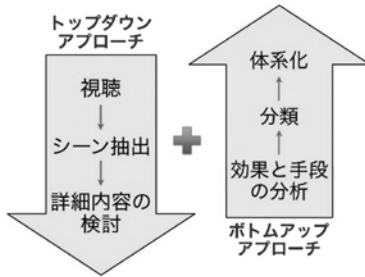 トップダウン
アプローチ
視聴
シーン抽出
詳細内容の
検討
体系化
分類
効果と手段
の分析
ボトムアップ
アプローチ